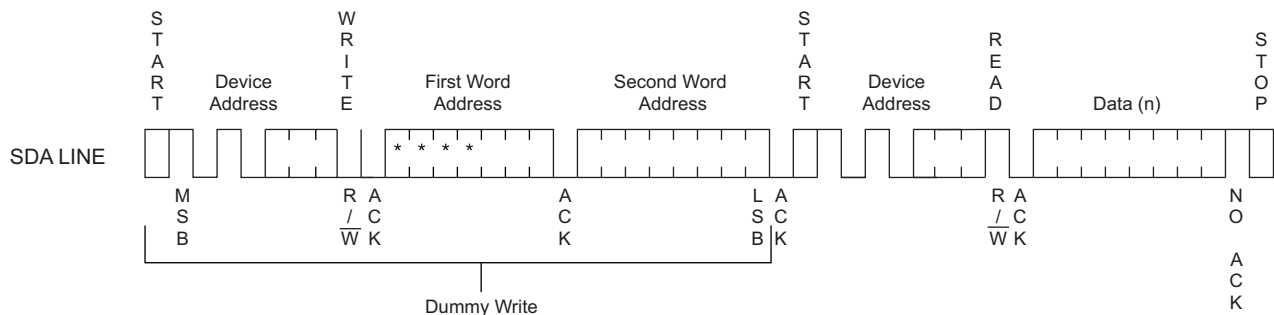 START
WRITE
START
READ
STOP
Device
Address
First Word
Address
Second Word
Address
Device
Address
Data (n)
SDA LINE
* * * *
MSB
R/W
ACK
ACK
LSB
ACK
R/W
ACK
NO ACK
Dummy Write